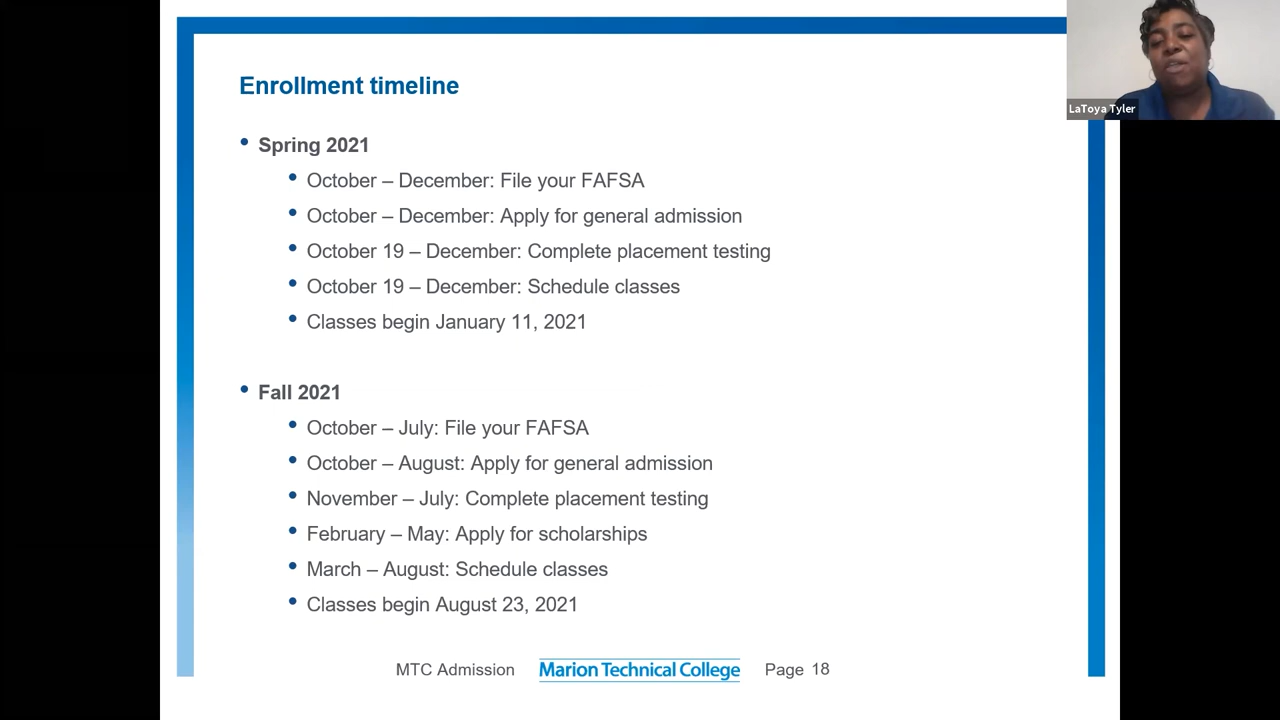 Enrollment timeline
• Spring 2021
• October – December: File your FAFSA
• October – December: Apply for general admission
• October 19 – December: Complete placement testing
• October 19 – December: Schedule classes
• Classes begin January 11, 2021
• Fall 2021
• October – July: File your FAFSA
• October – August: Apply for general admission
• November – July: Complete placement testing
• February – May: Apply for scholarships
• March – August: Schedule classes
• Classes begin August 23, 2021
MTC Admission Marion Technical College Page 18
LaToya Tyler